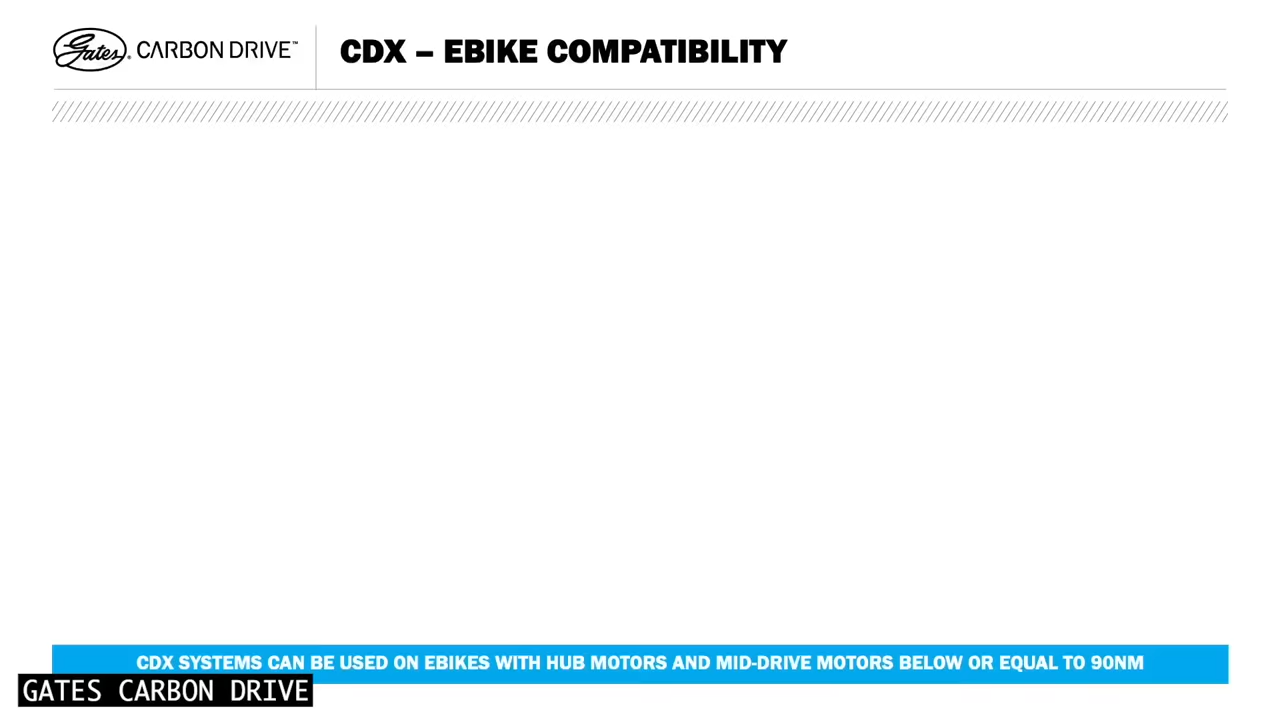 Gates® CARBON DRIVE™
CDX – EBIKE COMPATIBILITY
CDX SYSTEMS CAN BE USED ON EBIKES WITH HUB MOTORS AND MID-DRIVE MOTORS BELOW OR EQUAL TO 90NM
GATES CARBON DRIVE